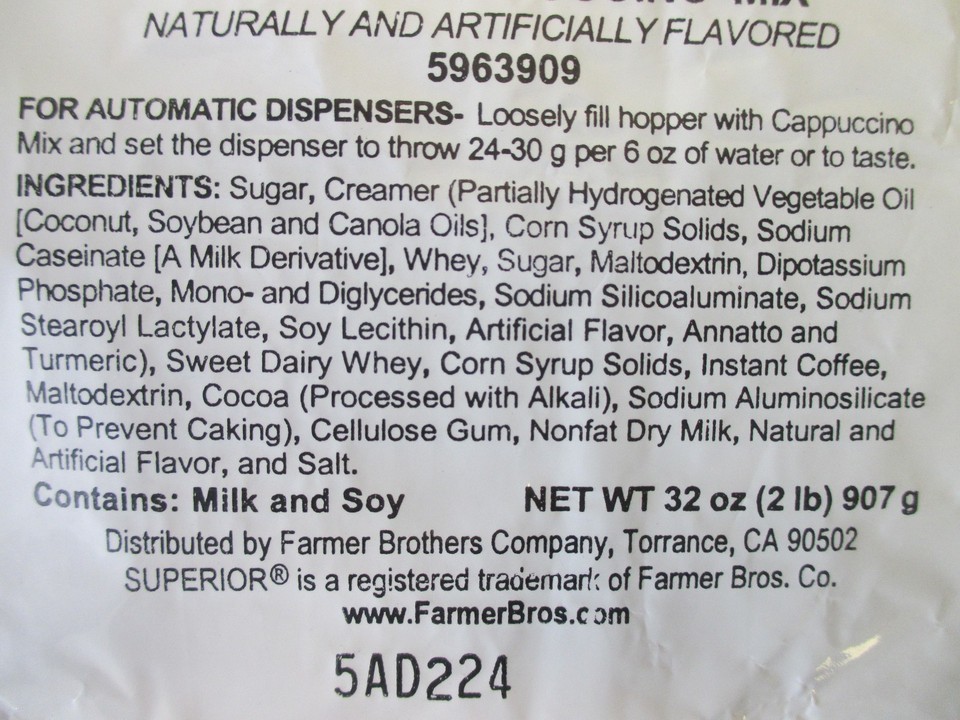 MIX
NATURALLY AND ARTIFICIALLY FLAVORED
5963909
FOR AUTOMATIC DISPENSERS- Loosely fill hopper with Cappuccino
Mix and set the dispenser to throw 24-30 g per 6 oz of water or to taste.
INGREDIENTS: Sugar, Creamer (Partially Hydrogenated Vegetable Oil
[Coconut, Soybean and Canola Oils], Corn Syrup Solids, Sodium
Caseinate [A Milk Derivative], Whey, Sugar, Maltodextrin, Dipotassium
Phosphate, Mono- and Diglycerides, Sodium Silicoaluminate, Sodium
Stearoyl Lactylate, Soy Lecithin, Artificial Flavor, Annatto and
Turmeric), Sweet Dairy Whey, Corn Syrup Solids, Instant Coffee,
Maltodextrin, Cocoa (Processed with Alkali), Sodium Aluminosilicate
(To Prevent Caking), Cellulose Gum, Nonfat Dry Milk, Natural and
Artificial Flavor, and Salt.
Contains: Milk and Soy NET WT 32 oz (2 lb) 907 g
Distributed by Farmer Brothers Company, Torrance, CA 90502
SUPERIOR® is a registered trademark of Farmer Bros. Co.
www.FarmerBros.com
5AD224